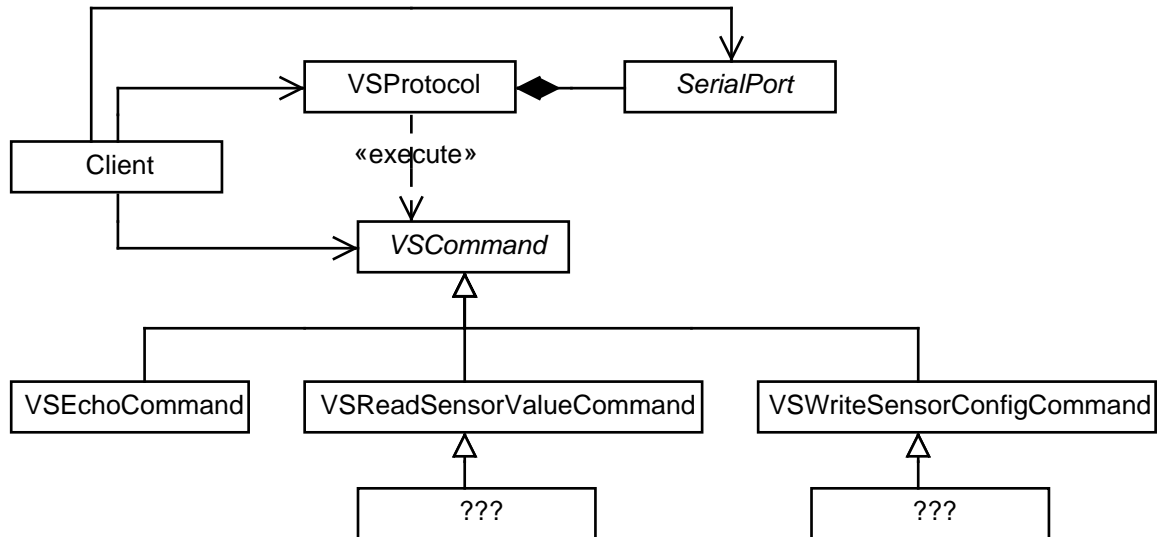 VSProtocol
SerialPort
«execute»
Client
VSCommand
VSEchoCommand
VSReadSensorValueCommand
VSWriteSensorConfigCommand
???
???